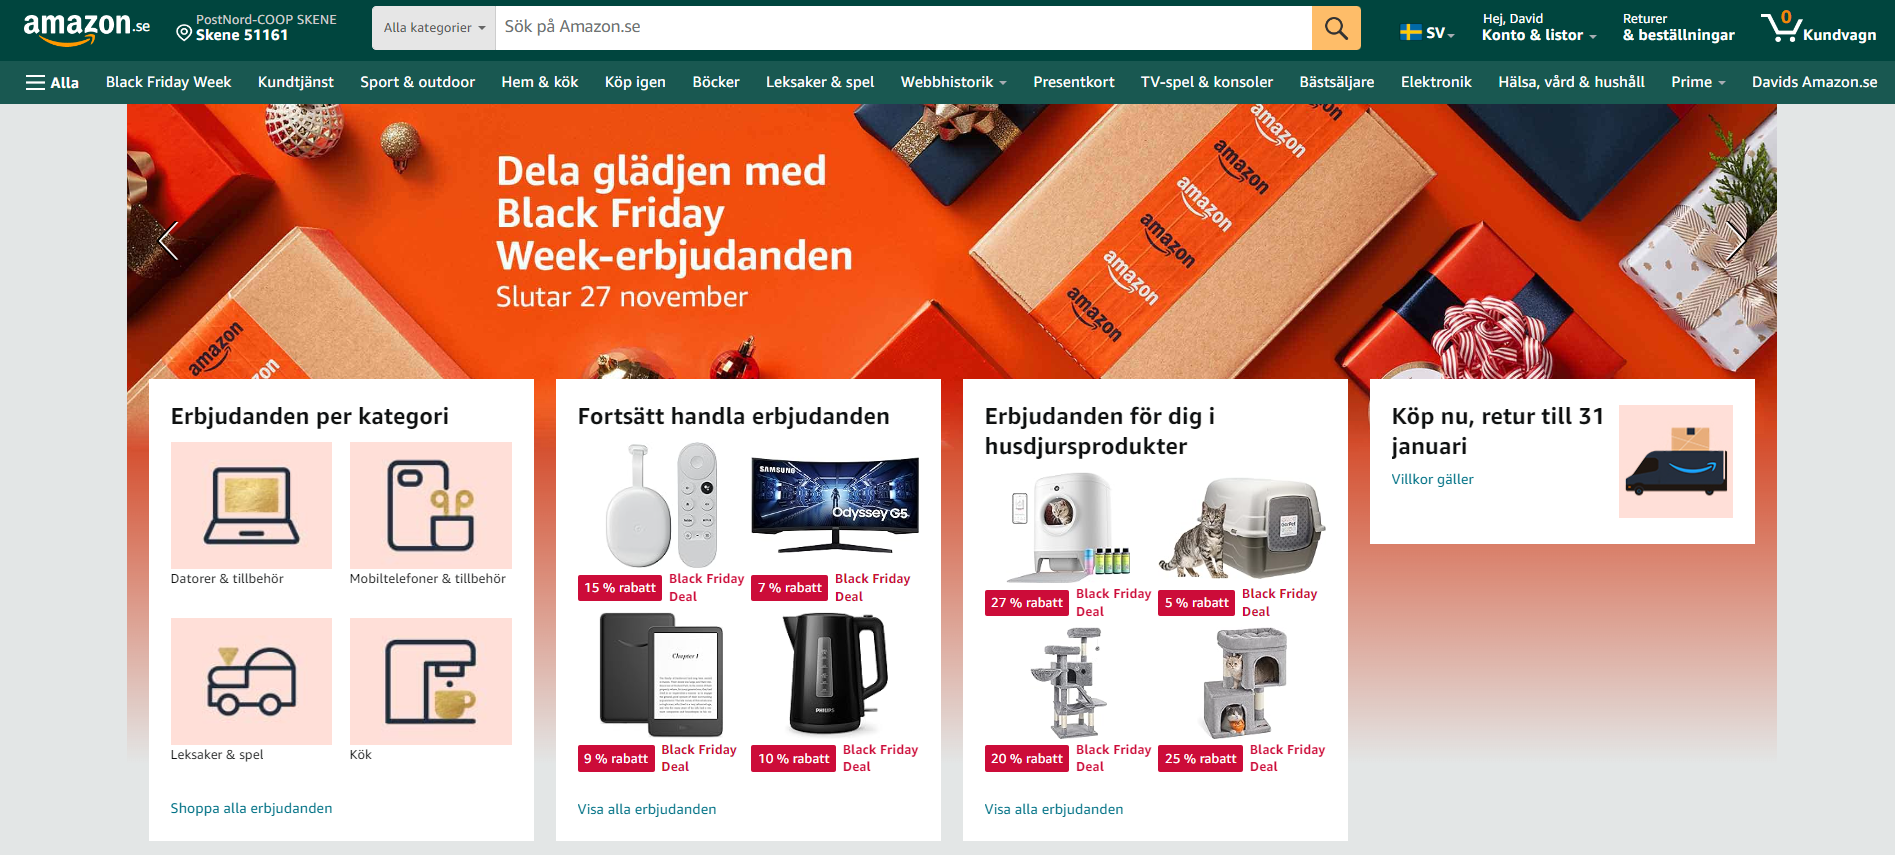 amazon.se
PostNord-COOP SKENE
Skene 51161
Alla kategorier
Sök på Amazon.se
SV
Hej, David
Konto & listor
Returer
& beställningar
0
Kundvagn
Alla
Black Friday Week
Kundtjänst
Sport & outdoor
Hem & kök
Köp igen
Böcker
Leksaker & spel
Webbhistorik
Presentkort
TV-spel & konsoler
Bästsäljare
Elektronik
Hälsa, vård & hushåll
Prime
Davids Amazon.se
Dela glädjen med
Black Friday
Week-erbjudanden
Slutar 27 november
amazon
amazon
amazon
amazon
amazon
amazon
amazon
amazon
Erbjudanden per kategori
Datorer & tillbehör
Mobiltelefoner & tillbehör
Leksaker & spel
Kök
Shoppa alla erbjudanden
Fortsätt handla erbjudanden
SAMSUNG
Odyssey G5
15 % rabatt
Black Friday
Deal
7 % rabatt
Black Friday
Deal
Chapter 1
PHILIPS
9 % rabatt
Black Friday
Deal
10 % rabatt
Black Friday
Deal
Visa alla erbjudanden
Erbjudanden för dig i
husdjursprodukter
27 % rabatt
Black Friday
Deal
5 % rabatt
Black Friday
Deal
20 % rabatt
Black Friday
Deal
25 % rabatt
Black Friday
Deal
Visa alla erbjudanden
Köp nu, retur till 31
januari
Villkor gäller